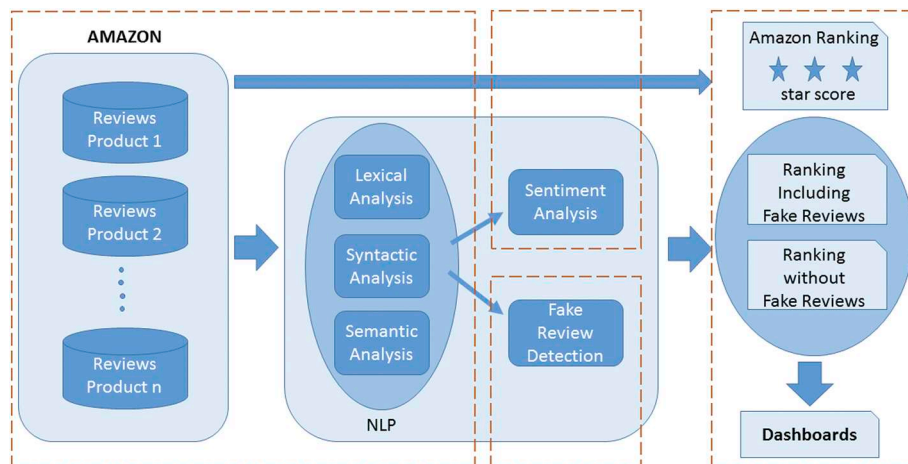 AMAZON
Reviews
Product 1
Reviews
Product 2
Reviews
Product n
Lexical
Analysis
Syntactic
Analysis
Semantic
Analysis
NLP
Sentiment
Analysis
Fake
Review
Detection
Amazon Ranking
star score
Ranking
Including
Fake Reviews
Ranking
without
Fake Reviews
Dashboards